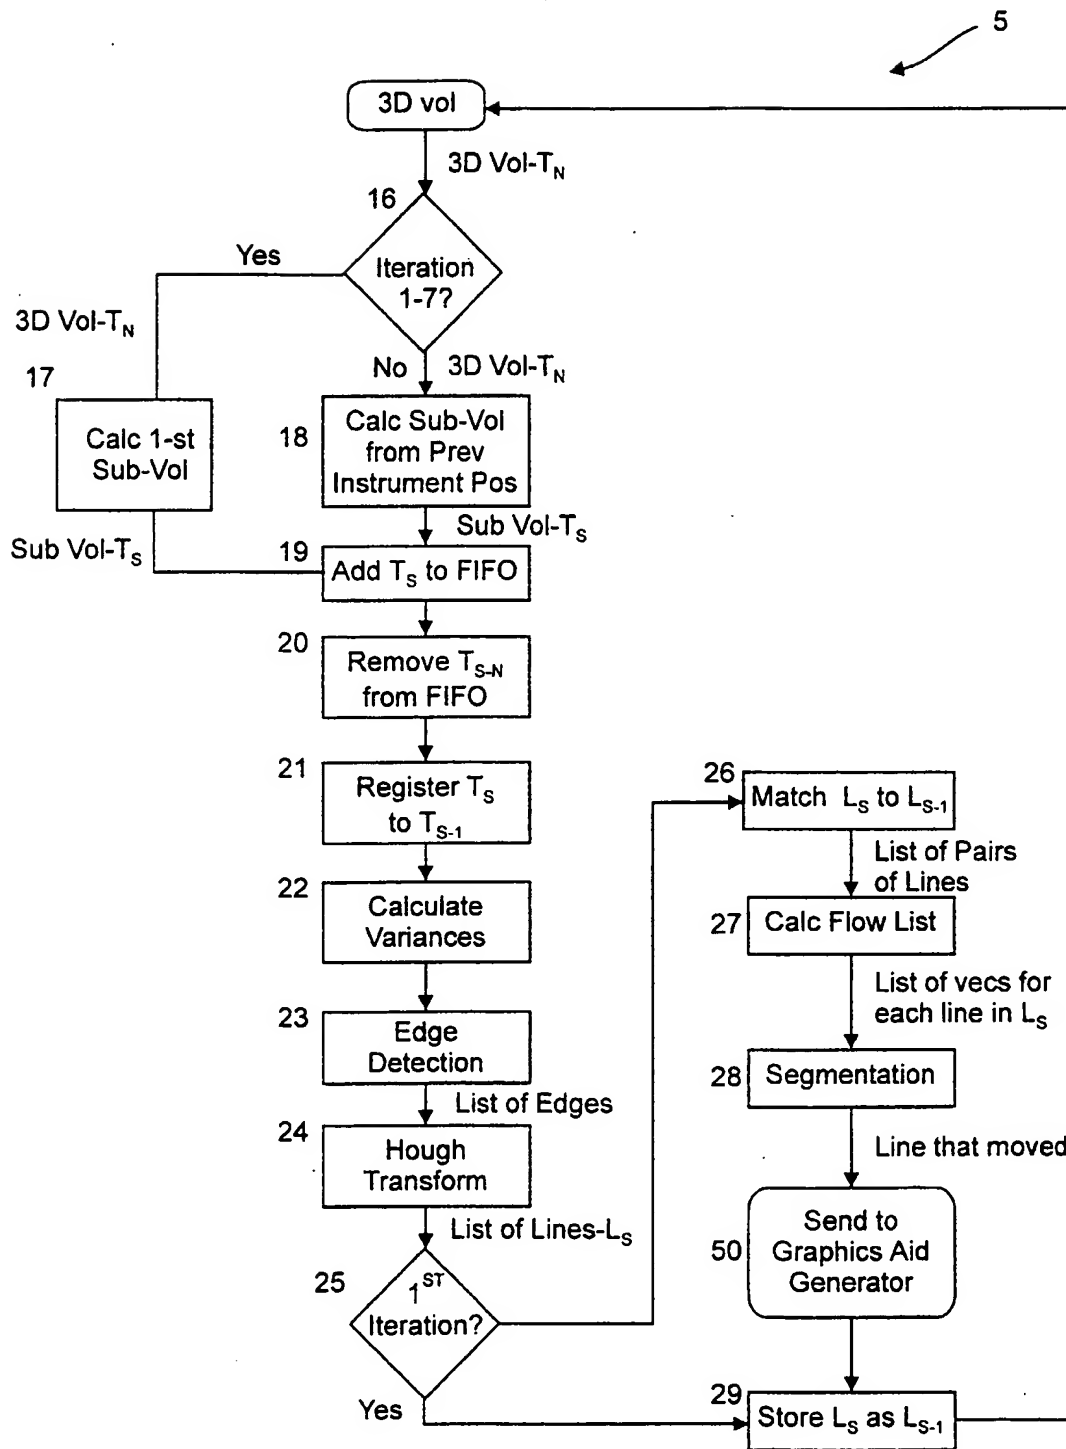 5
3D vol
3D Vol-T_N
16
Iteration
1-7?
Yes
3D Vol-T_N
17
Calc 1-st
Sub-Vol
Sub Vol-T_S
No
3D Vol-T_N
18
Calc Sub-Vol
from Prev
Instrument Pos
Sub Vol-T_S
19
Add T_S to FIFO
20
Remove T_S-N
from FIFO
21
Register T_S
to T_S-1
22
Calculate
Variances
23
Edge
Detection
List of Edges
24
Hough
Transform
List of Lines-L_S
25
1ST
Iteration?
Yes
26
Match L_S to L_S-1
List of Pairs
of Lines
27
Calc Flow List
List of vecs for
each line in L_S
28
Segmentation
Line that moved
50
Send to
Graphics Aid
Generator
29
Store L_S as L_S-1